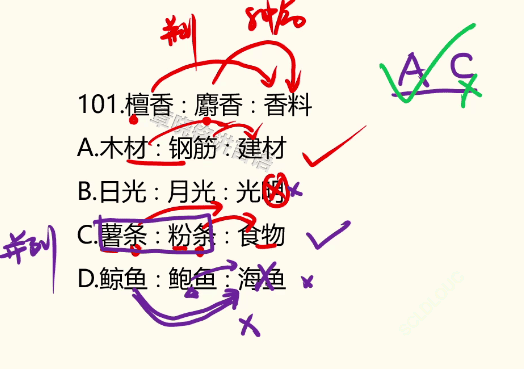 并列 种属
A C
101.檀香：麝香：香料
A.木材：钢筋：建材
B.日光：月光：光明
C.薯条：粉条：食物
并列
D.鲸鱼：鲍鱼：海鱼